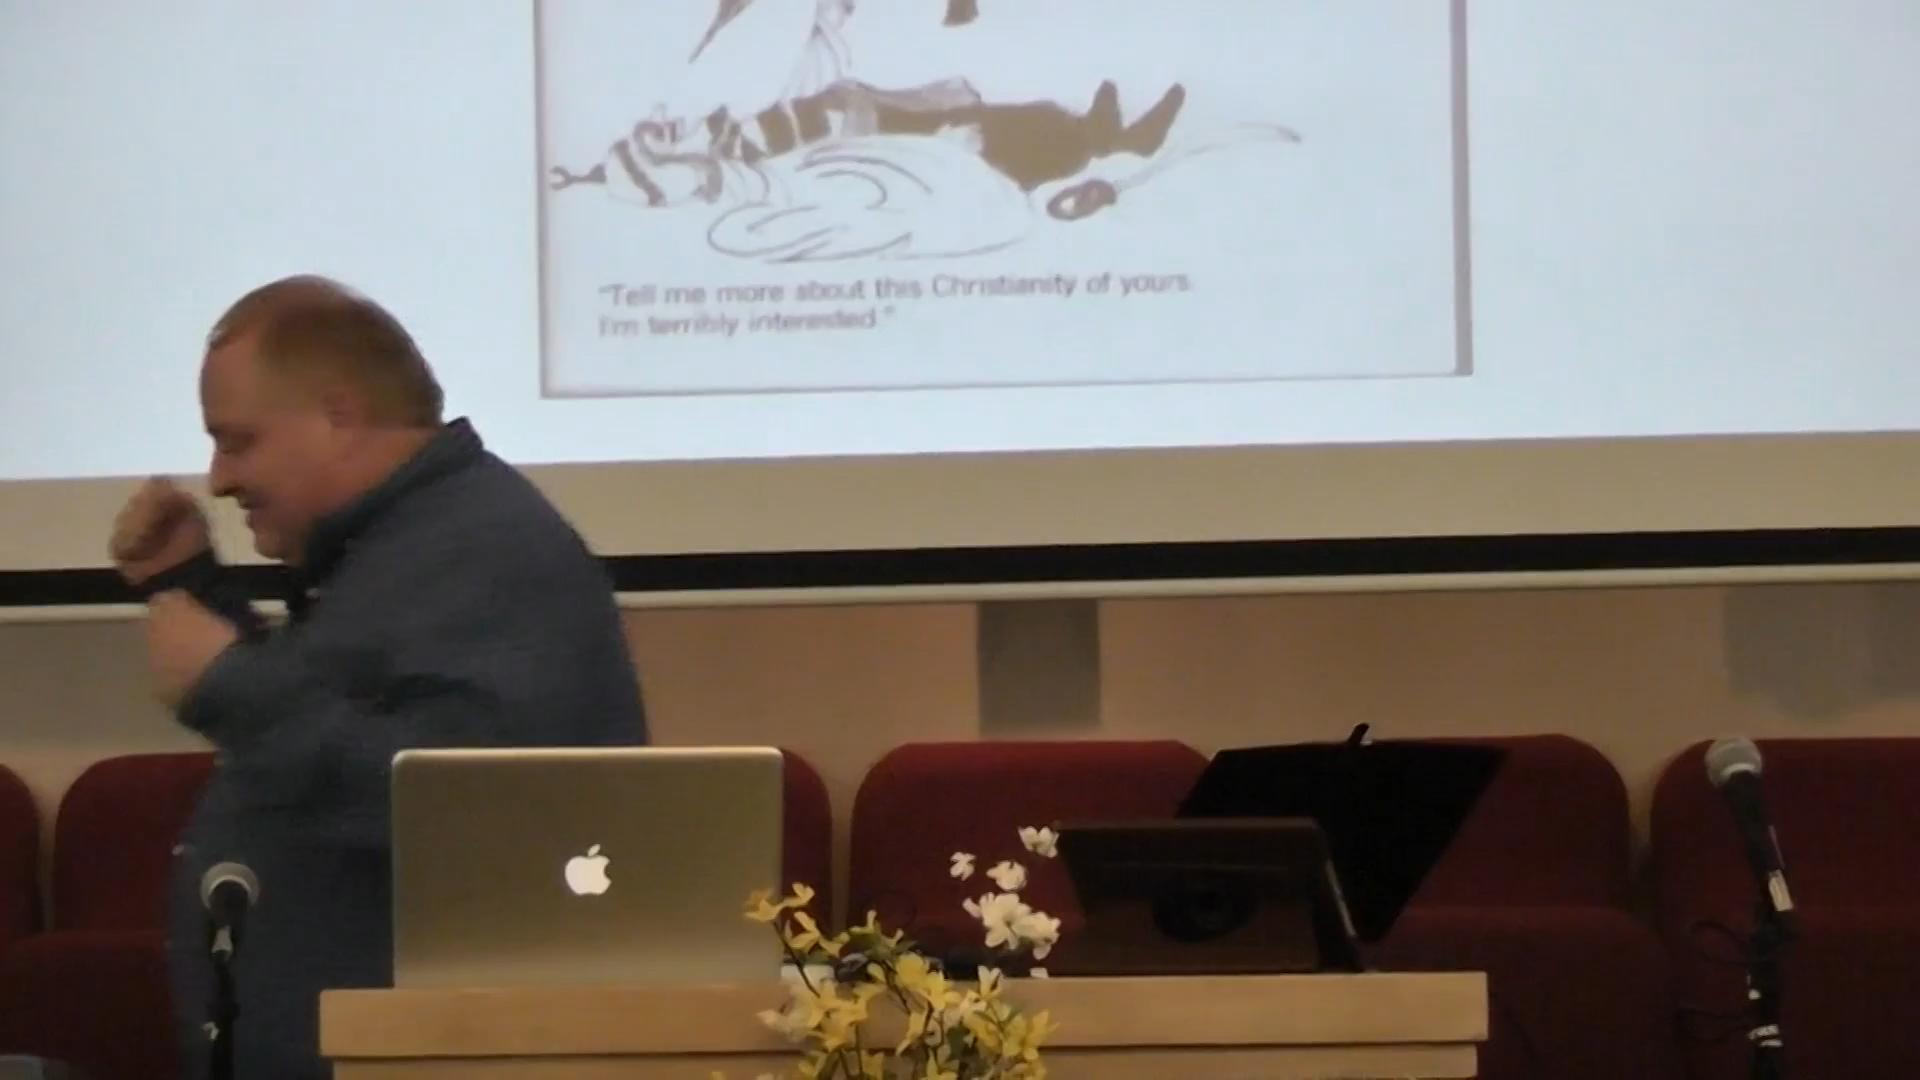 "Tell me more about this Christianity of yours.
I'm terribly interested."